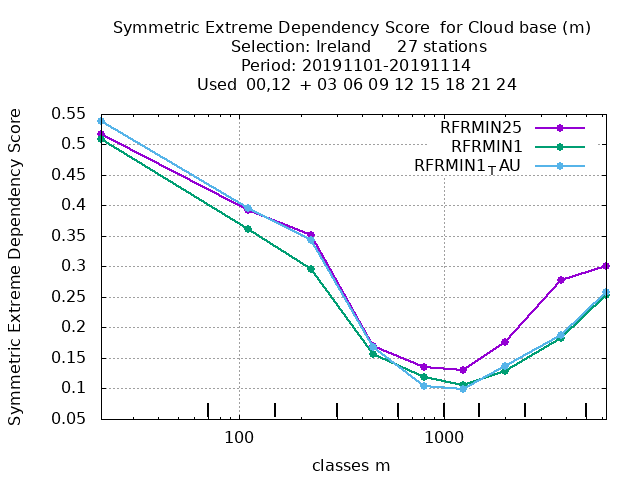 Symmetric Extreme Dependency Score for Cloud base (m)
Selection: Ireland 27 stations
Period: 20191101-20191114
Used 00,12 + 03 06 09 12 15 18 21 24
Symmetric Extreme Dependency Score
0.55
0.5
0.45
0.4
0.35
0.3
0.25
0.2
0.15
0.1
0.05
RFRMIN25
RFRMIN1
RFRMIN1TAU
100 1000
classes m